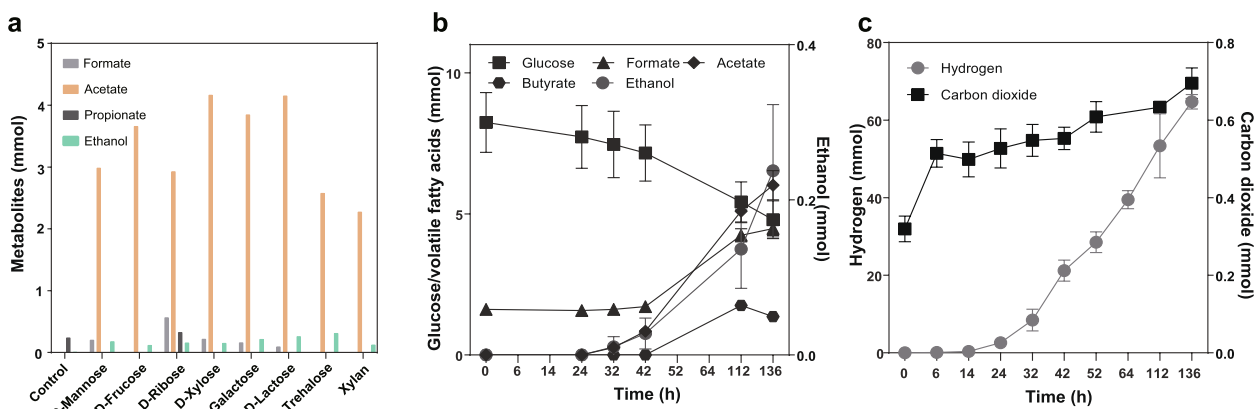 a
Metabolites (mmol)
5
4
3
2
1
0
Formate
Acetate
Propionate
Ethanol
Control
D-Mannose
D-Frucose
D-Ribose
D-Xylose
Galactose
D-Lactose
Trehalose
Xylan
b
Glucose/volatile fatty acids (mmol)
10
5
0
Glucose Formate Acetate
Butyrate Ethanol
0.4
0.2
0.0
Ethanol (mmol)
0 6 14 24 32 42 52 64 112 136
Time (h)
c
Hydrogen (mmol)
80
60
40
20
0
Hydrogen
Carbon dioxide
0.8
0.6
0.4
0.2
0.0
Carbon dioxide (mmol)
0 6 14 24 32 42 52 64 112 136
Time (h)